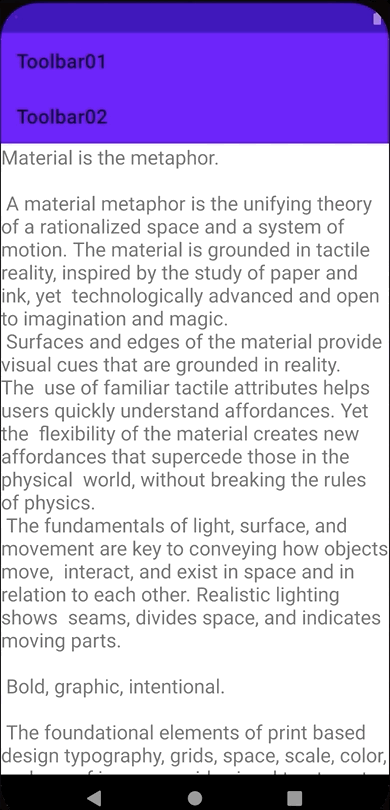 Toolbar01
Toolbar02
Material is the metaphor.
A material metaphor is the unifying theory
of a rationalized space and a system of
motion. The material is grounded in tactile
reality, inspired by the study of paper and
ink, yet  technologically advanced and open
to imagination and magic.
Surfaces and edges of the material provide
visual cues that are grounded in reality.
The  use of familiar tactile attributes helps
users quickly understand affordances. Yet
the  flexibility of the material creates new
affordances that supercede those in the
physical  world, without breaking the rules
of physics.
The fundamentals of light, surface, and
movement are key to conveying how objects
move,  interact, and exist in space and in
relation to each other. Realistic lighting
shows  seams, divides space, and indicates
moving parts.
Bold, graphic, intentional.
The foundational elements of print based
design typography, grids, space, scale, color,